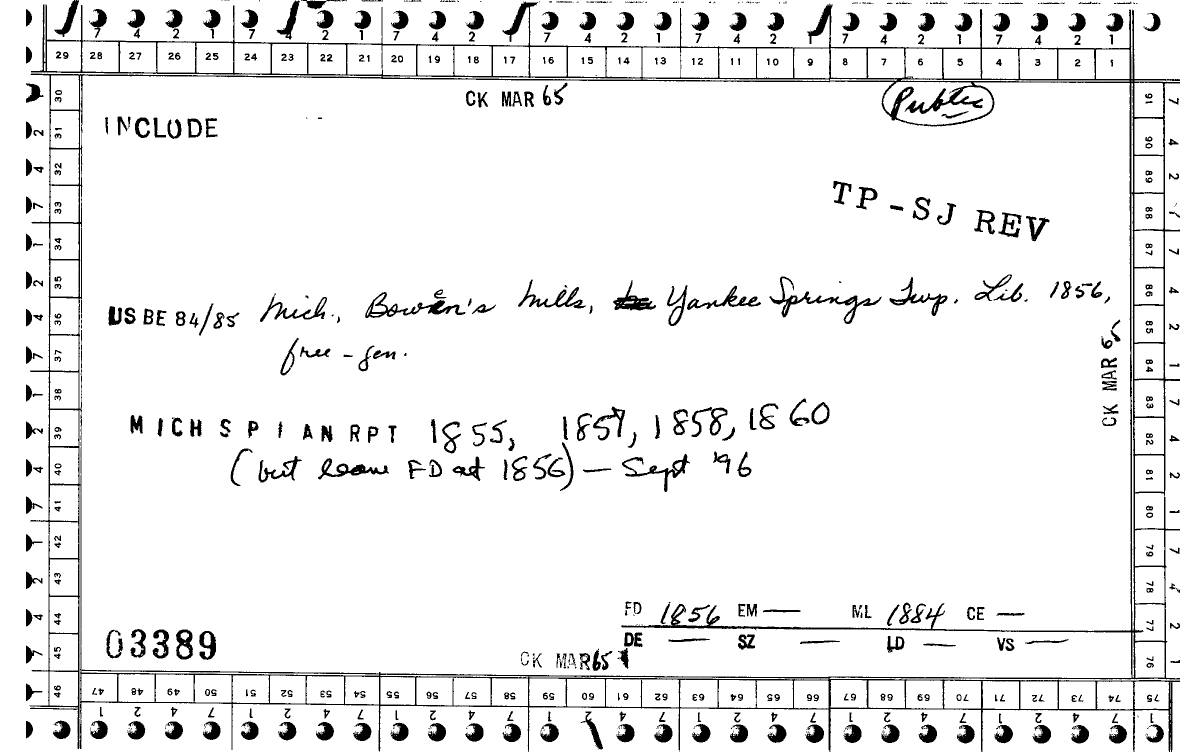 7 4 2 1 7 4 2 1 7 4 2 1 7 4 2 1 7 4 2 1 7 4 2 1 7 4 2 1
29 28 27 26 25 24 23 22 21 20 19 18 17 16 15 14 13 12 11 10 9 8 7 6 5 4 3 2 1
CK MAR 65
Public
INCLUDE
TP-SJ REV
US BE 84/85 Mich., Bowen's Mills, Yankee Springs Twp. Lib. 1856,
free-gen.
CK MAR 65
MICH SPIAN RPT 1855, 1857, 1858, 1860
(but leave FD at 1856) — Sept '96
FD 1856 EM — ML 1884 CE —
DE — SZ — LD — VS —
03389
CK MAR 65
30 31 32 33 34 35 36 37 38 39 40 41 42 43 44 45 46
91 90 89 88 87 86 85 84 83 82 81 80 79 78 77 76
47 48 49 50 51 52 53 54 55 56 57 58 59 60 61 62 63 64 65 66 67 68 69 70 71 72 73 74 75
1 2 4 7 1 2 4 7 1 2 4 7 1 2 4 7 1 2 4 7 1 2 4 7 1 2 4 7 1